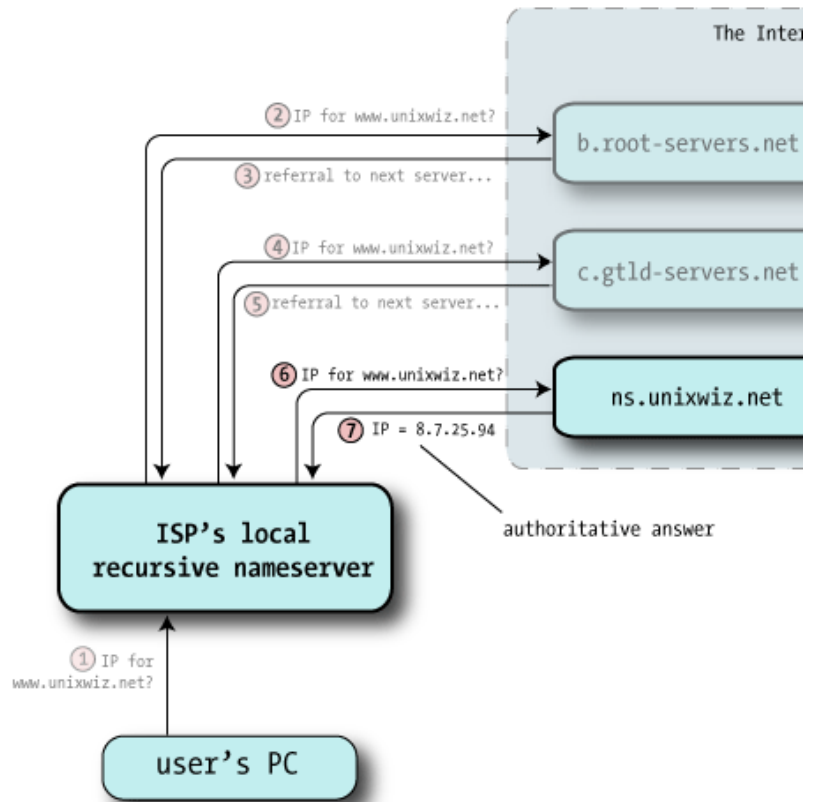 The Inter
2 IP for www.unixwiz.net?
b.root-servers.net
3 referral to next server...
4 IP for www.unixwiz.net?
c.gtld-servers.net
5 referral to next server...
6 IP for www.unixwiz.net?
ns.unixwiz.net
7 IP = 8.7.25.94
authoritative answer
ISP's local
recursive nameserver
1 IP for
www.unixwiz.net?
user's PC